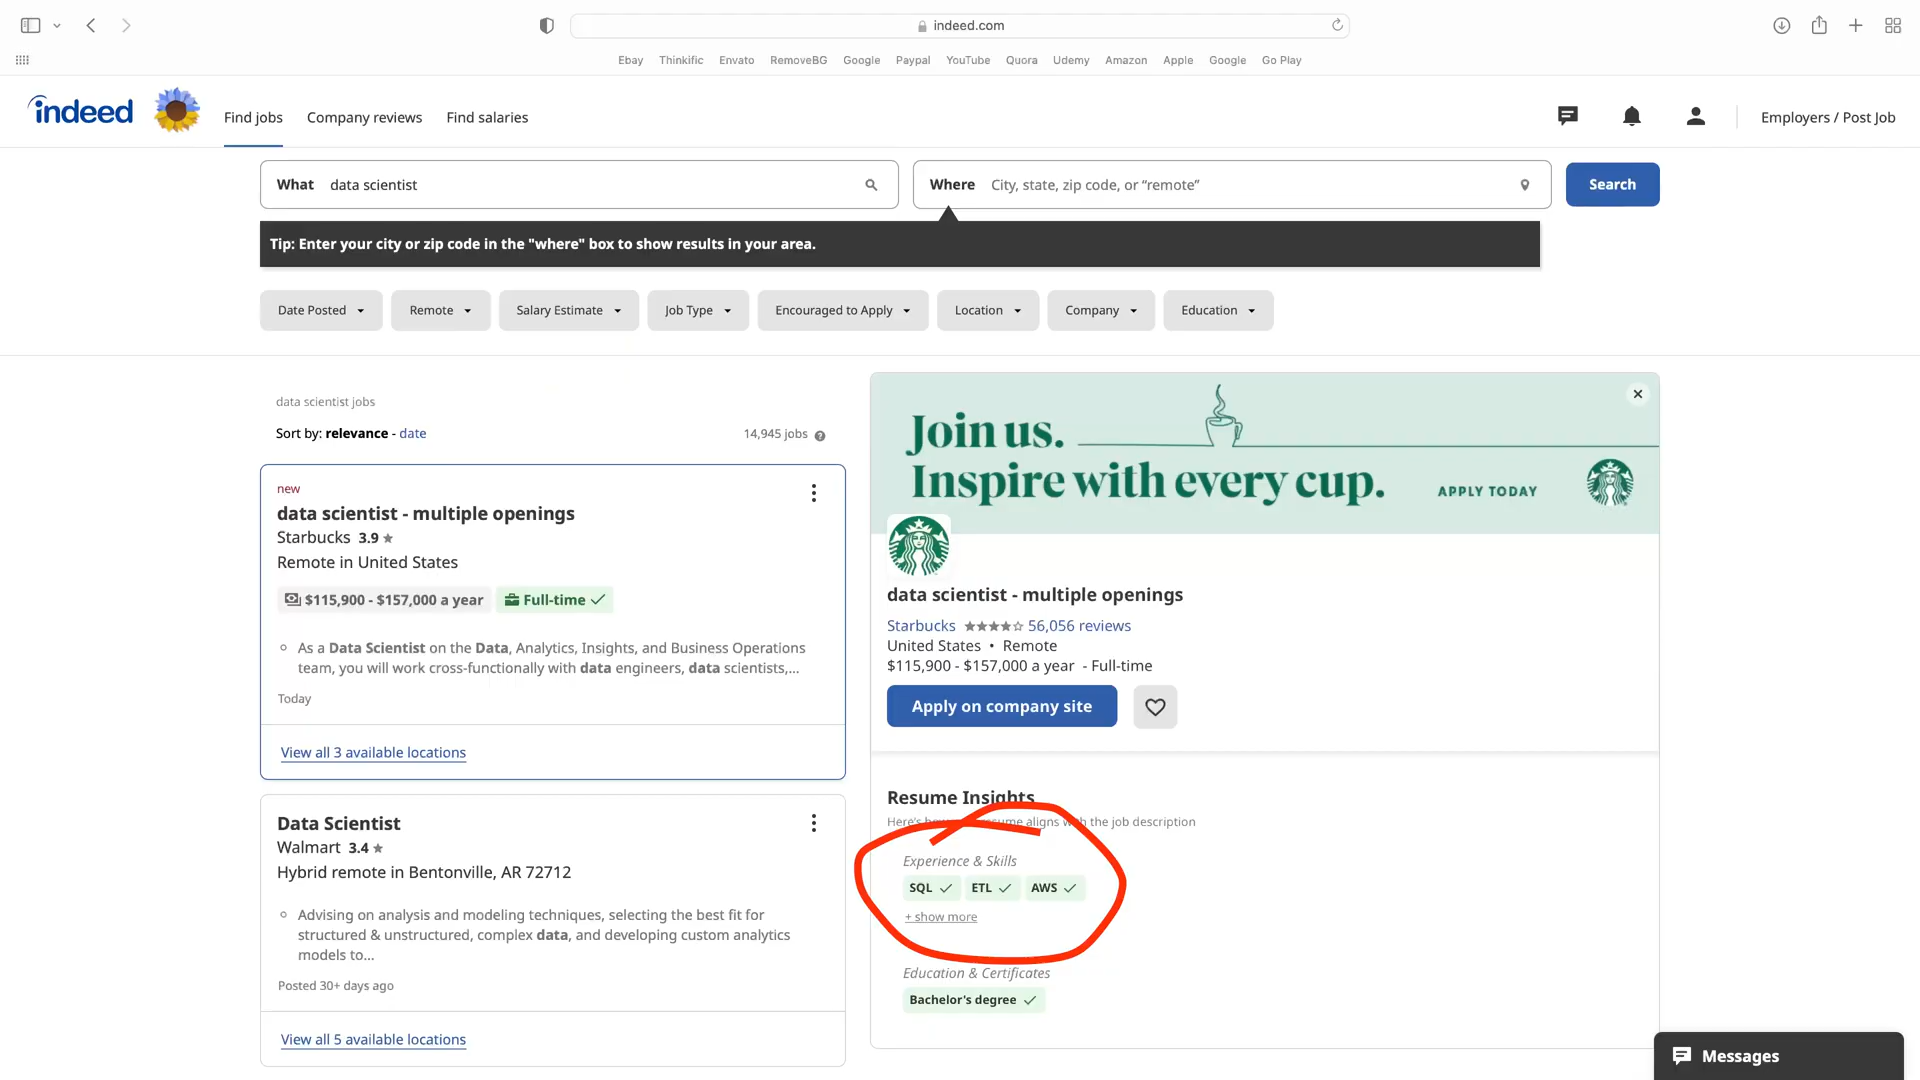 indeed.com
Ebay Thinkific Envato RemoveBG Google Paypal YouTube Quora Udemy Amazon Apple Google Go Play
indeed
Find jobs Company reviews Find salaries
Employers / Post Job
What data scientist
Where City, state, zip code, or “remote”
Search
Tip: Enter your city or zip code in the "where" box to show results in your area.
Date Posted Remote Salary Estimate Job Type Encouraged to Apply Location Company Education
data scientist jobs
Sort by: relevance - date
14,945 jobs
new
data scientist - multiple openings
Starbucks 3.9
Remote in United States
$115,900 - $157,000 a year Full-time
As a Data Scientist on the Data, Analytics, Insights, and Business Operations
team, you will work cross-functionally with data engineers, data scientists,...
Today
View all 3 available locations
Data Scientist
Walmart 3.4
Hybrid remote in Bentonville, AR 72712
Advising on analysis and modeling techniques, selecting the best fit for
structured & unstructured, complex data, and developing custom analytics
models to...
Posted 30+ days ago
View all 5 available locations
Join us.
Inspire with every cup.
APPLY TODAY
data scientist - multiple openings
Starbucks 56,056 reviews
United States • Remote
$115,900 - $157,000 a year - Full-time
Apply on company site
Resume Insights
Here's aligns with the job description
Experience & Skills
SQL ETL AWS
+ show more
Education & Certificates
Bachelor's degree
Messages